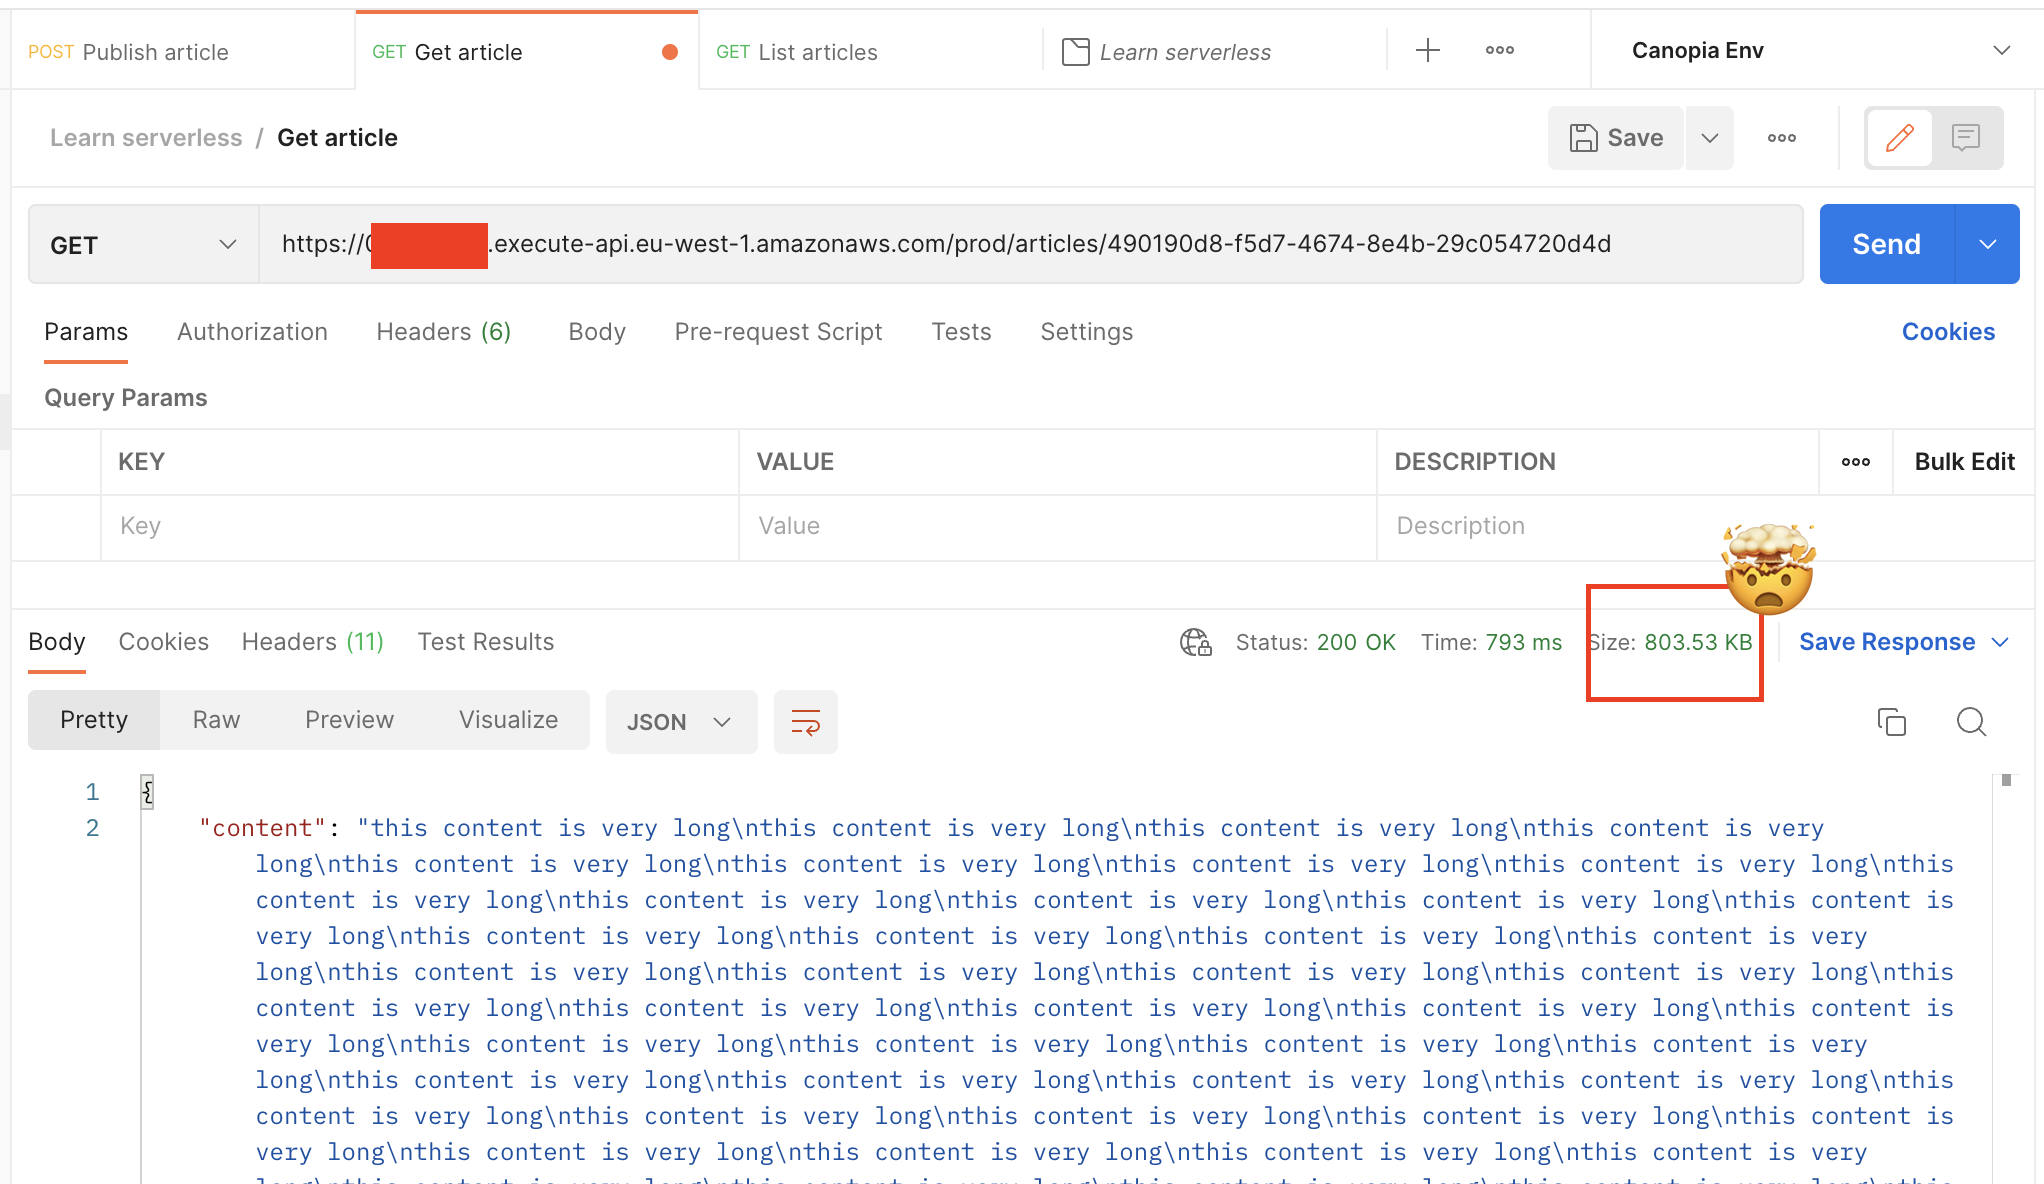 POST Publish article GET Get article GET List articles Learn serverless Canopia Env
Learn serverless / Get article Save
GET https://0 .execute-api.eu-west-1.amazonaws.com/prod/articles/490190d8-f5d7-4674-8e4b-29c054720d4d Send
Params Authorization Headers (6) Body Pre-request Script Tests Settings Cookies
Query Params
KEY VALUE DESCRIPTION Bulk Edit
Key Value Description
Body Cookies Headers (11) Test Results Status: 200 OK Time: 793 ms Size: 803.53 KB Save Response
Pretty Raw Preview Visualize JSON
1 {
2 "content": "this content is very long\nthis content is very long\nthis content is very long\nthis content is very
long\nthis content is very long\nthis content is very long\nthis content is very long\nthis content is very long\nthis
content is very long\nthis content is very long\nthis content is very long\nthis content is very long\nthis content is
very long\nthis content is very long\nthis content is very long\nthis content is very long\nthis content is very
long\nthis content is very long\nthis content is very long\nthis content is very long\nthis content is very long\nthis
content is very long\nthis content is very long\nthis content is very long\nthis content is very long\nthis content is
very long\nthis content is very long\nthis content is very long\nthis content is very long\nthis content is very
long\nthis content is very long\nthis content is very long\nthis content is very long\nthis content is very long\nthis
content is very long\nthis content is very long\nthis content is very long\nthis content is very long\nthis content is
very long\nthis content is very long\nthis content is very long\nthis content is very long\nthis content is very